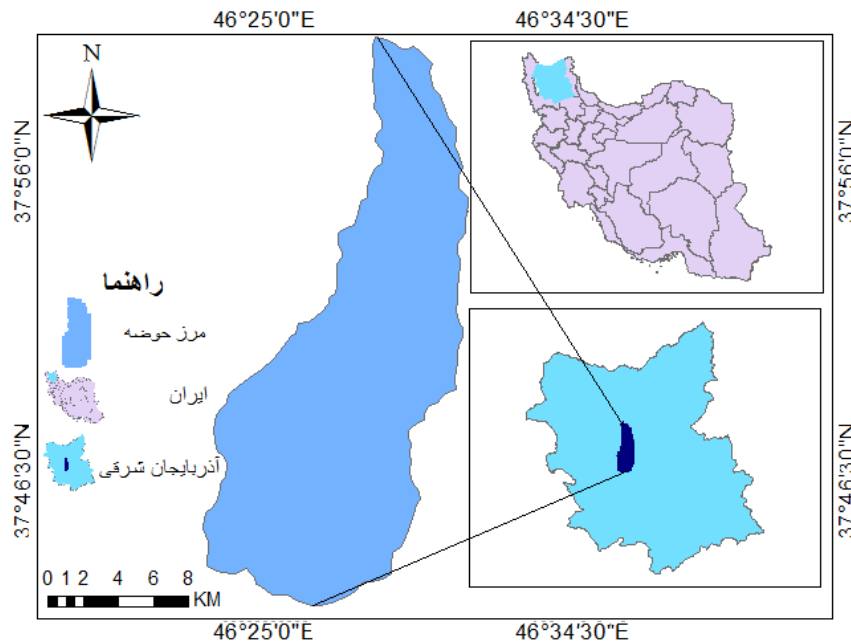 46°25'0"E 46°34'30"E
N
37°56'0"N 37°56'0"N
راهنما
مرز حوضه
ایران
آذربایجان شرقی
37°46'30"N 37°46'30"N
0 1 2 4 6 8
KM
46°25'0"E 46°34'30"E